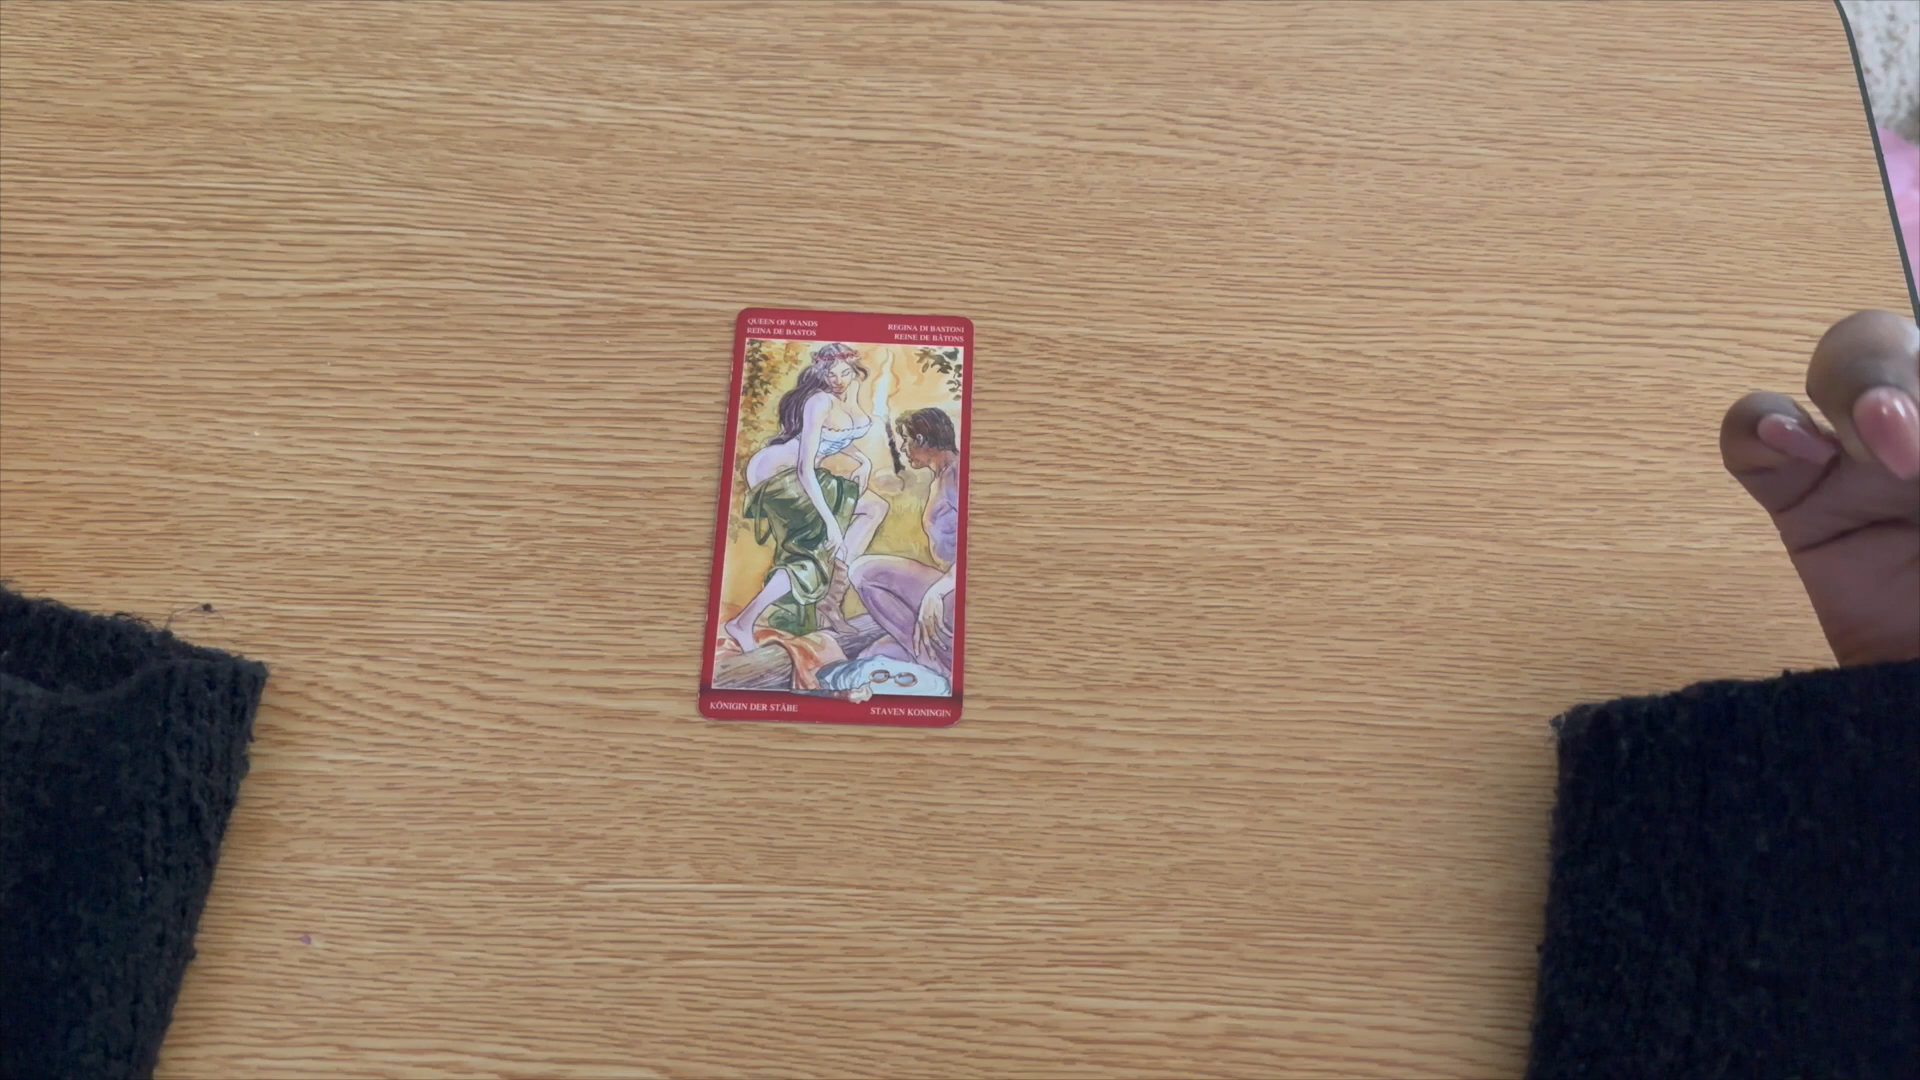 QUEEN OF WANDS
REINA DE BASTOS
REGINA DI BASTONI
REINE DE BÂTONS
KÖNIGIN DER STÄBE
STAVEN KONINGIN